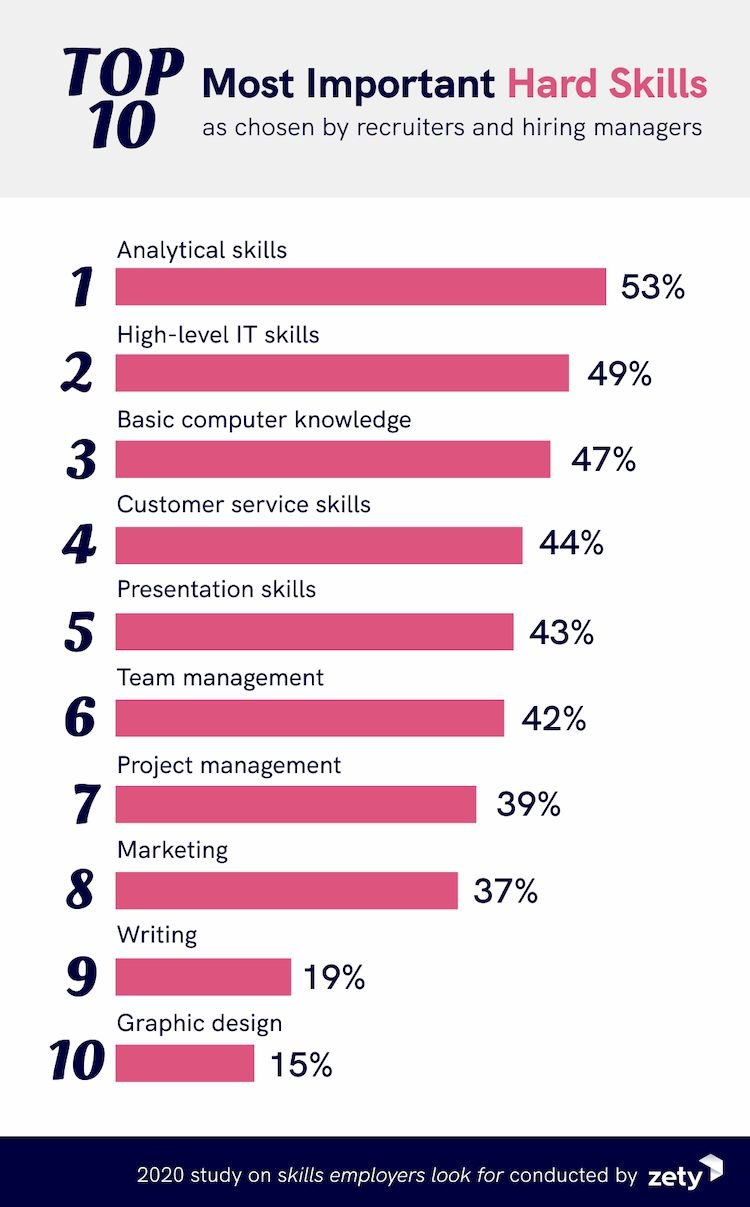 TOP
10
Most Important Hard Skills
as chosen by recruiters and hiring managers
Analytical skills
1
53%
High-level IT skills
2
49%
Basic computer knowledge
3
47%
Customer service skills
4
44%
Presentation skills
5
43%
Team management
6
42%
Project management
7
39%
Marketing
8
37%
Writing
9
19%
Graphic design
10
15%
2020 study on skills employers look for conducted by zety